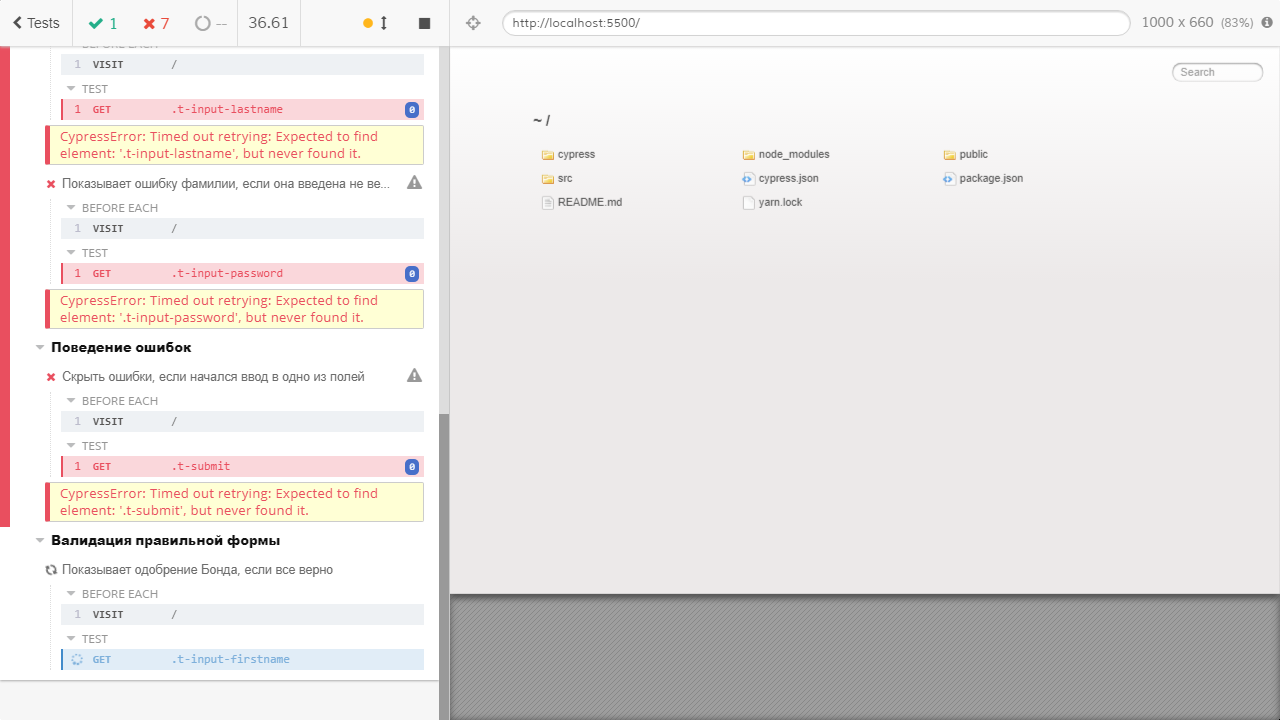 Tests
1
7
--
36.61
http://localhost:5500/
1000 x 660 (83%)
BEFORE EACH
1 VISIT /
TEST
1 GET .t-input-lastname 0
CypressError: Timed out retrying: Expected to find
element: '.t-input-lastname', but never found it.
Показывает ошибку фамилии, если она введена не ве...
BEFORE EACH
1 VISIT /
TEST
1 GET .t-input-password 0
CypressError: Timed out retrying: Expected to find
element: '.t-input-password', but never found it.
Поведение ошибок
Скрыть ошибки, если начался ввод в одно из полей
BEFORE EACH
1 VISIT /
TEST
1 GET .t-submit 0
CypressError: Timed out retrying: Expected to find
element: '.t-submit', but never found it.
Валидация правильной формы
Показывает одобрение Бонда, если все верно
BEFORE EACH
1 VISIT /
TEST
GET .t-input-firstname
Search
~ /
cypress node_modules public
src cypress.json package.json
README.md yarn.lock